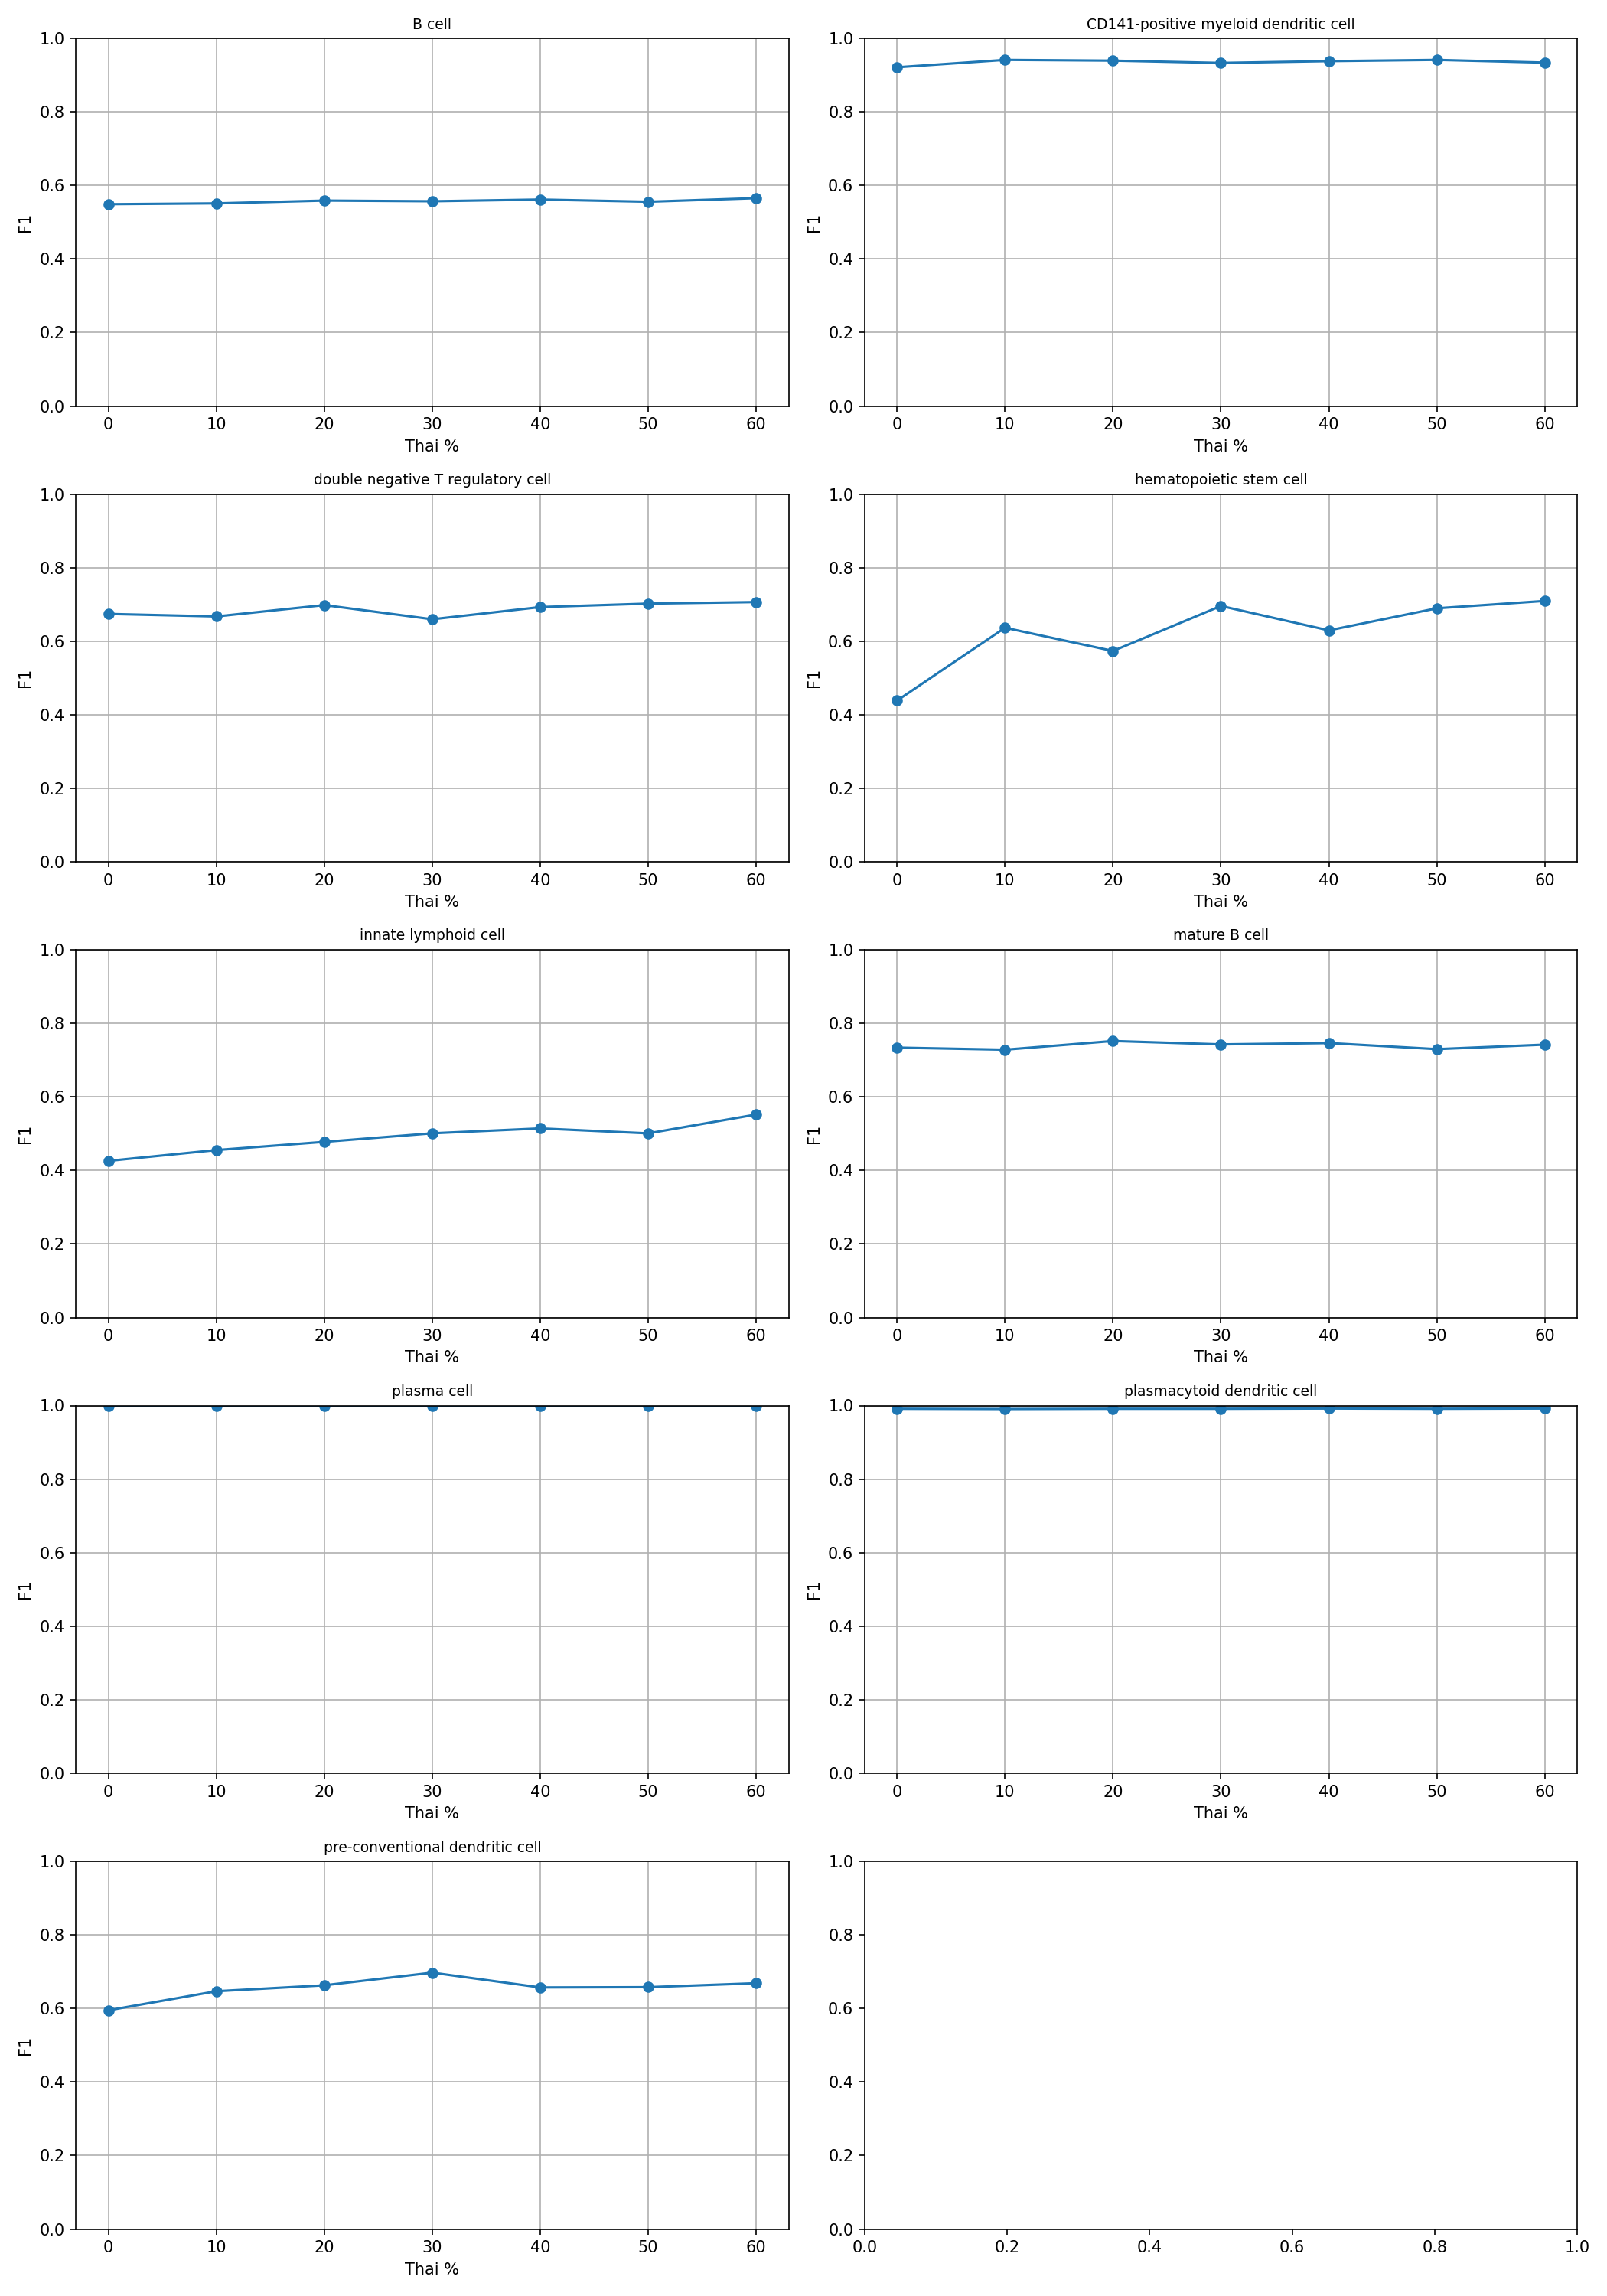 B cell
1.0
0.8
0.6
0.4
0.2
0.0
F1
0 10 20 30 40 50 60
Thai %
CD141-positive myeloid dendritic cell
1.0
0.8
0.6
0.4
0.2
0.0
F1
0 10 20 30 40 50 60
Thai %
double negative T regulatory cell
1.0
0.8
0.6
0.4
0.2
0.0
F1
0 10 20 30 40 50 60
Thai %
hematopoietic stem cell
1.0
0.8
0.6
0.4
0.2
0.0
F1
0 10 20 30 40 50 60
Thai %
innate lymphoid cell
1.0
0.8
0.6
0.4
0.2
0.0
F1
0 10 20 30 40 50 60
Thai %
mature B cell
1.0
0.8
0.6
0.4
0.2
0.0
F1
0 10 20 30 40 50 60
Thai %
plasma cell
1.0
0.8
0.6
0.4
0.2
0.0
F1
0 10 20 30 40 50 60
Thai %
plasmacytoid dendritic cell
1.0
0.8
0.6
0.4
0.2
0.0
F1
0 10 20 30 40 50 60
Thai %
pre-conventional dendritic cell
1.0
0.8
0.6
0.4
0.2
0.0
F1
0 10 20 30 40 50 60
Thai %
1.0
0.8
0.6
0.4
0.2
0.0
0.0 0.2 0.4 0.6 0.8 1.0